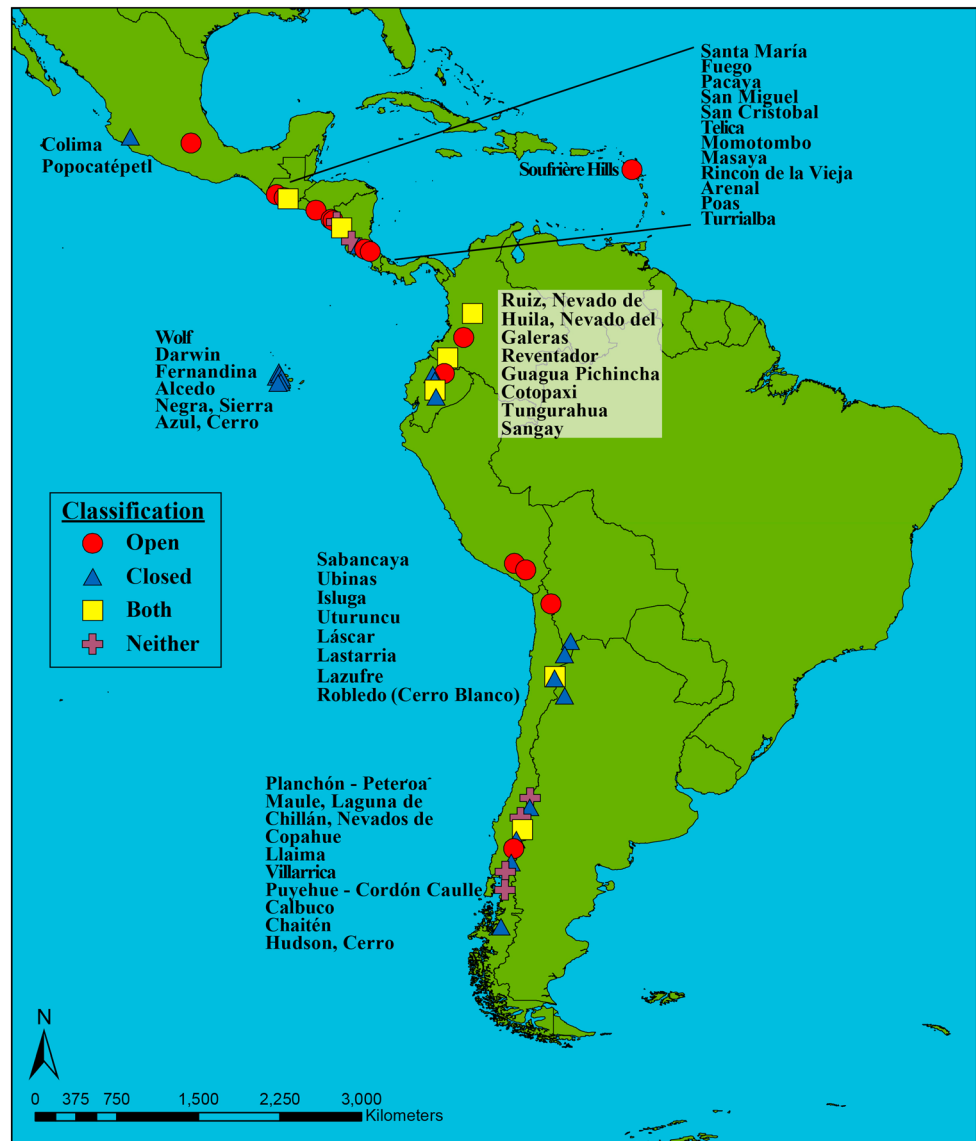 Santa María
Fuego
Pacaya
San Miguel
San Cristobal
Telica
Momotombo
Masaya
Rincón de la Vieja
Arenal
Poas
Turrialba
Colima
Popocatépetl
Soufrière Hills
Ruiz, Nevado de
Huila, Nevado del
Galeras
Reventador
Guagua Pichincha
Cotopaxi
Tungurahua
Sangay
Wolf
Darwin
Fernandina
Alcedo
Negra, Sierra
Azul, Cerro
Classification
Open
Closed
Both
Neither
Sabancaya
Ubinas
Isluga
Uturuncu
Láscar
Lastarria
Lazufre
Robledo (Cerro Blanco)
Planchón - Peteroa
Maule, Laguna de
Chillán, Nevados de
Copahue
Llaima
Villarrica
Puyehue - Cordón Caulle
Calbuco
Chaitén
Hudson, Cerro
N
0 375 750 1,500 2,250 3,000
Kilometers